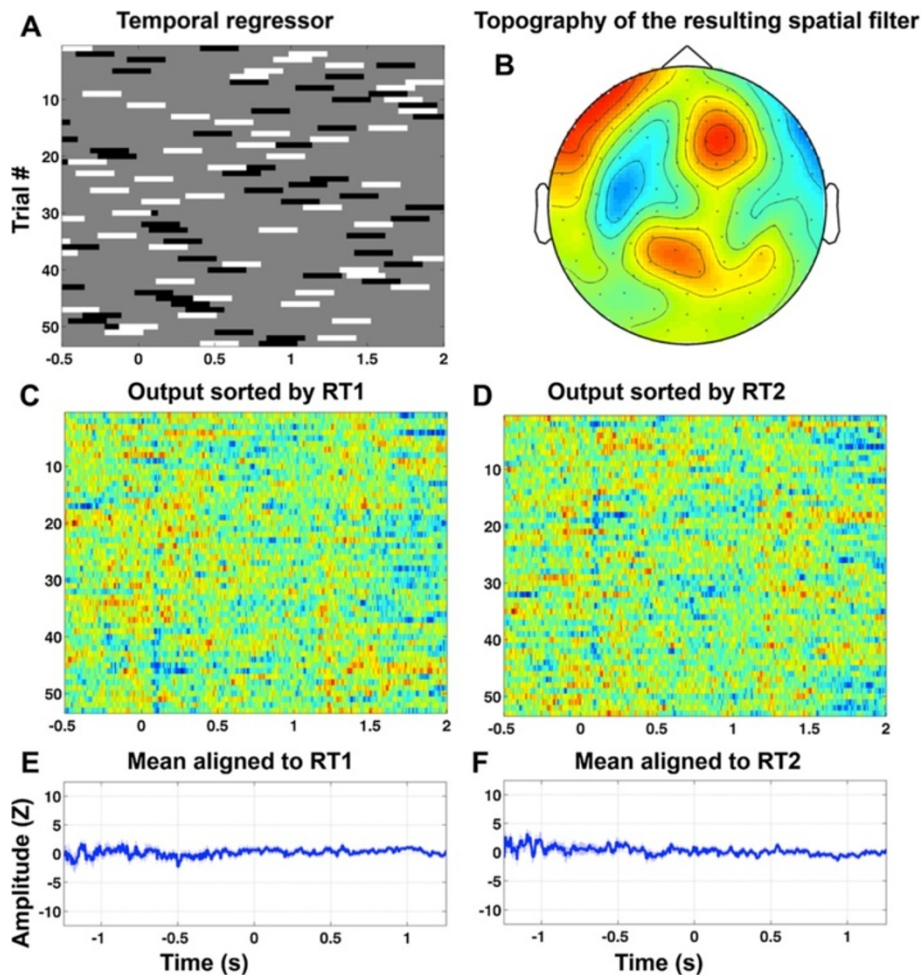 A
Temporal regressor
Topography of the resulting spatial filter
B
Trial #
10
20
30
40
50
-0.5 0 0.5 1 1.5 2
C
Output sorted by RT1
D
Output sorted by RT2
10
20
30
40
50
-0.5 0 0.5 1 1.5 2
10
20
30
40
50
-0.5 0 0.5 1 1.5 2
E
Mean aligned to RT1
F
Mean aligned to RT2
Amplitude (Z)
10
5
0
-5
-10
-1 -0.5 0 0.5 1
Time (s)
10
5
0
-5
-10
-1 -0.5 0 0.5 1
Time (s)